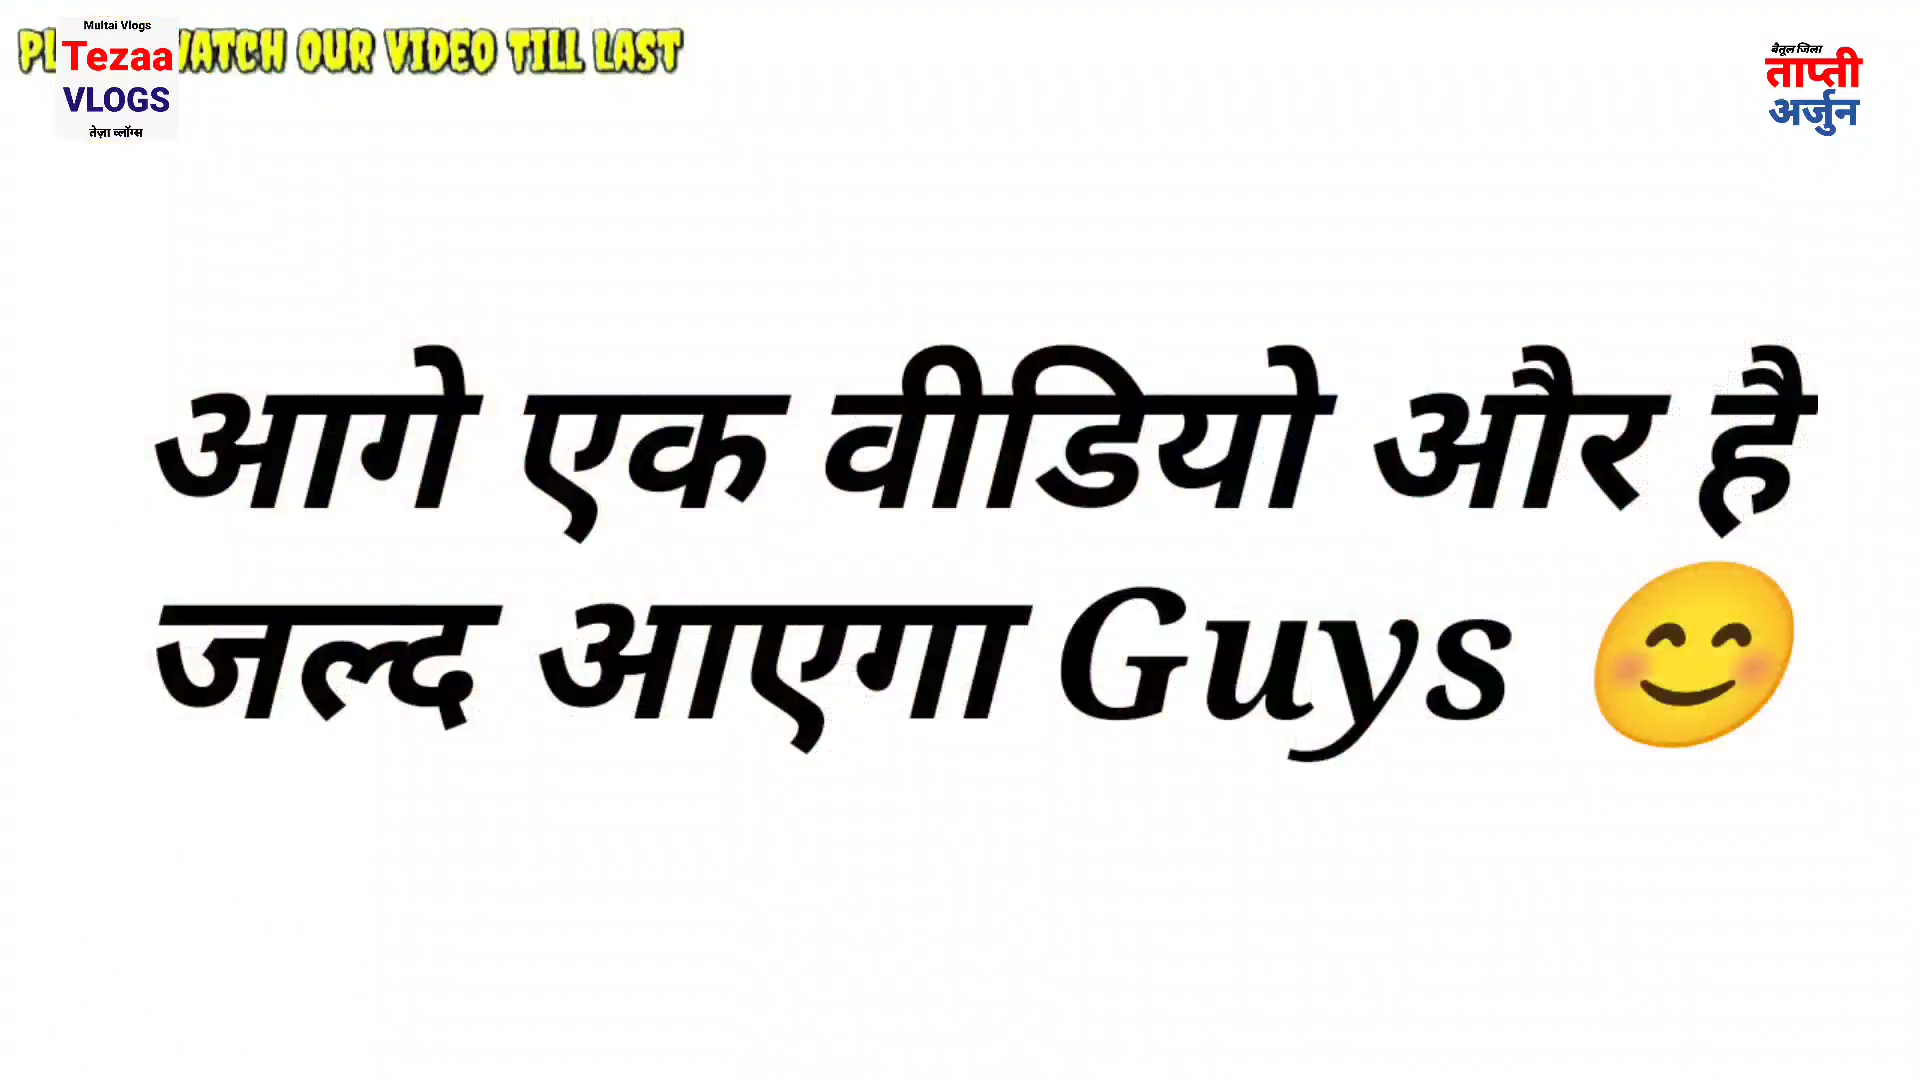 Multai Vlogs
Tezaa
VLOGS
तेज़ा व्लॉग्स
WATCH OUR VIDEO TILL LAST
बैतूल जिला
ताप्ती
अर्जुन
आगे एक वीडियो और है
जल्द आएगा Guys 😊